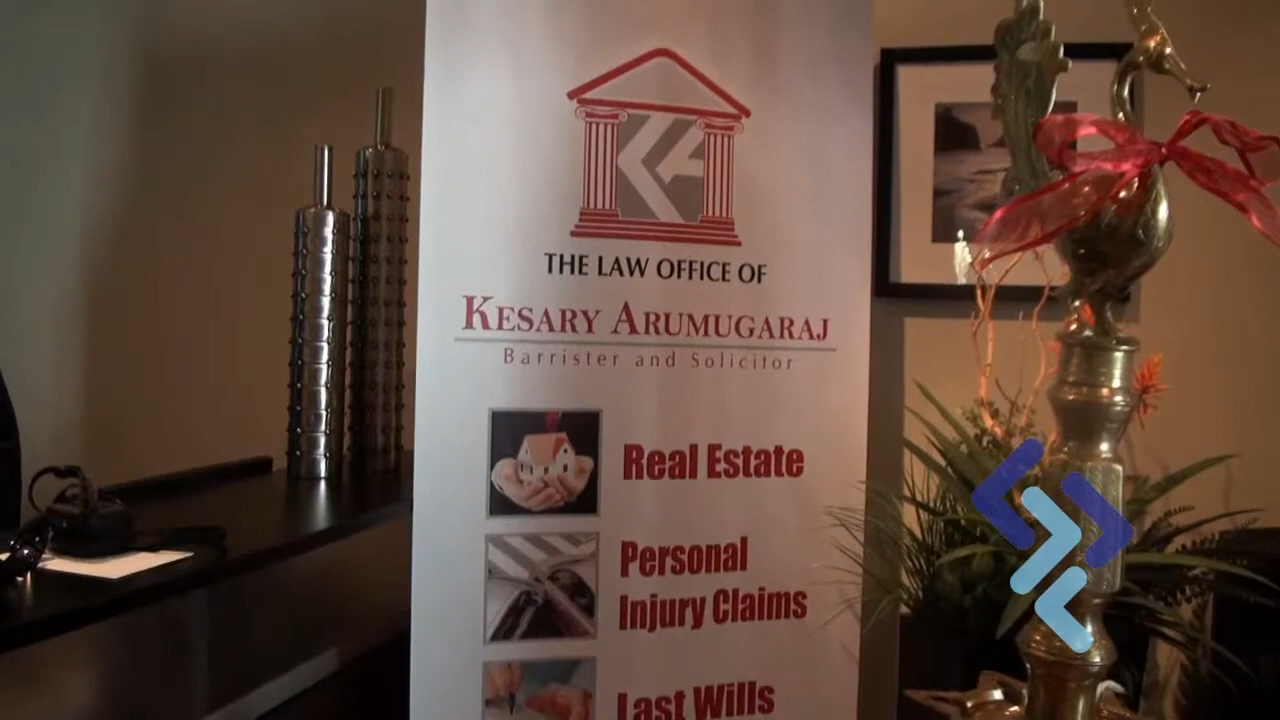 THE LAW OFFICE OF
KESARY ARUMUGARAJ
Barrister and Solicitor
Real Estate
Personal
Injury Claims
Last Wills